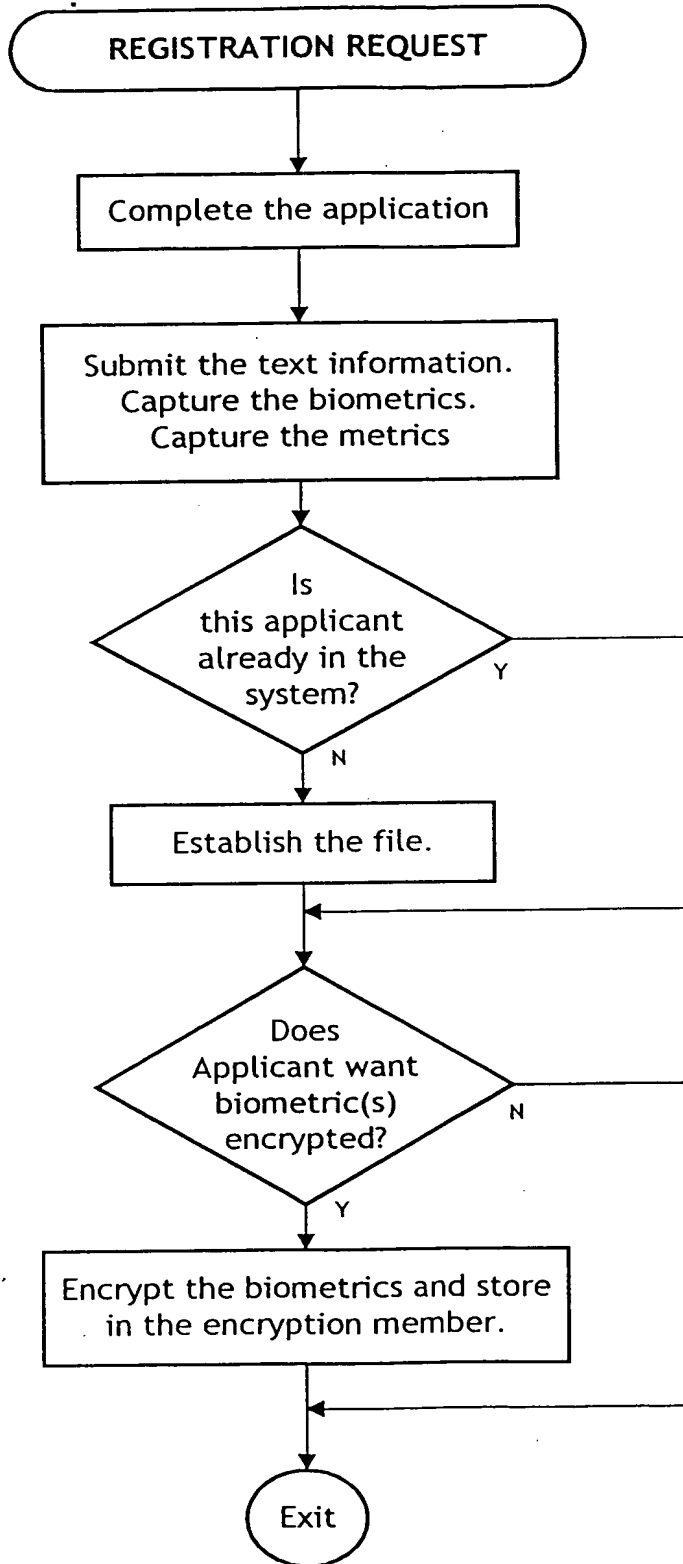 REGISTRATION REQUEST
Complete the application
Submit the text information.
Capture the biometrics.
Capture the metrics
Is
this applicant
already in the
system?
Y
N
Establish the file.
Does
Applicant want
biometric(s)
encrypted?
N
Y
Encrypt the biometrics and store
in the encryption member.
Exit